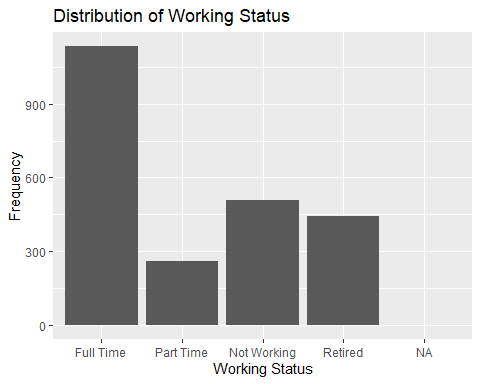 Distribution of Working Status
Frequency
900
600
300
0
Full Time Part Time Not Working Retired NA
Working Status